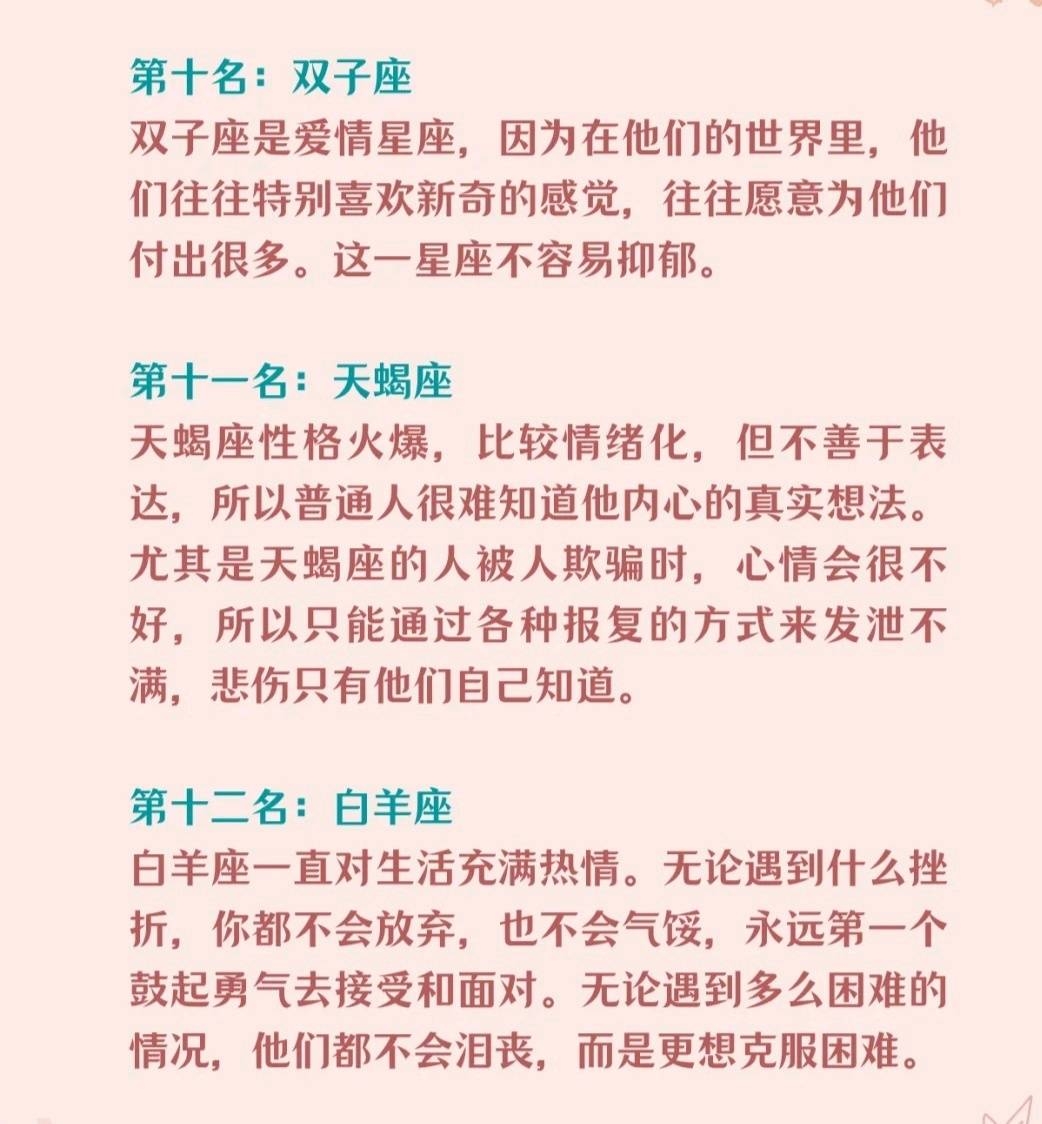 第十名：双子座
双子座是爱情星座，因为在他们的世界里，他
们往往特别喜欢新奇的感觉，往往愿意为他们
付出很多。这一星座不容易抑郁。
第十一名：天蝎座
天蝎座性格火爆，比较情绪化，但不善于表
达，所以普通人很难知道他内心的真实想法。
尤其是天蝎座的人被人欺骗时，心情会很不
好，所以只能通过各种报复的方式来发泄不
满，悲伤只有他们自己知道。
第十二名：白羊座
白羊座一直对生活充满热情。无论遇到什么挫
折，你都不会放弃，也不会气馁，永远第一个
鼓起勇气去接受和面对。无论遇到多么困难的
情况，他们都不会泪丧，而是更想克服困难。